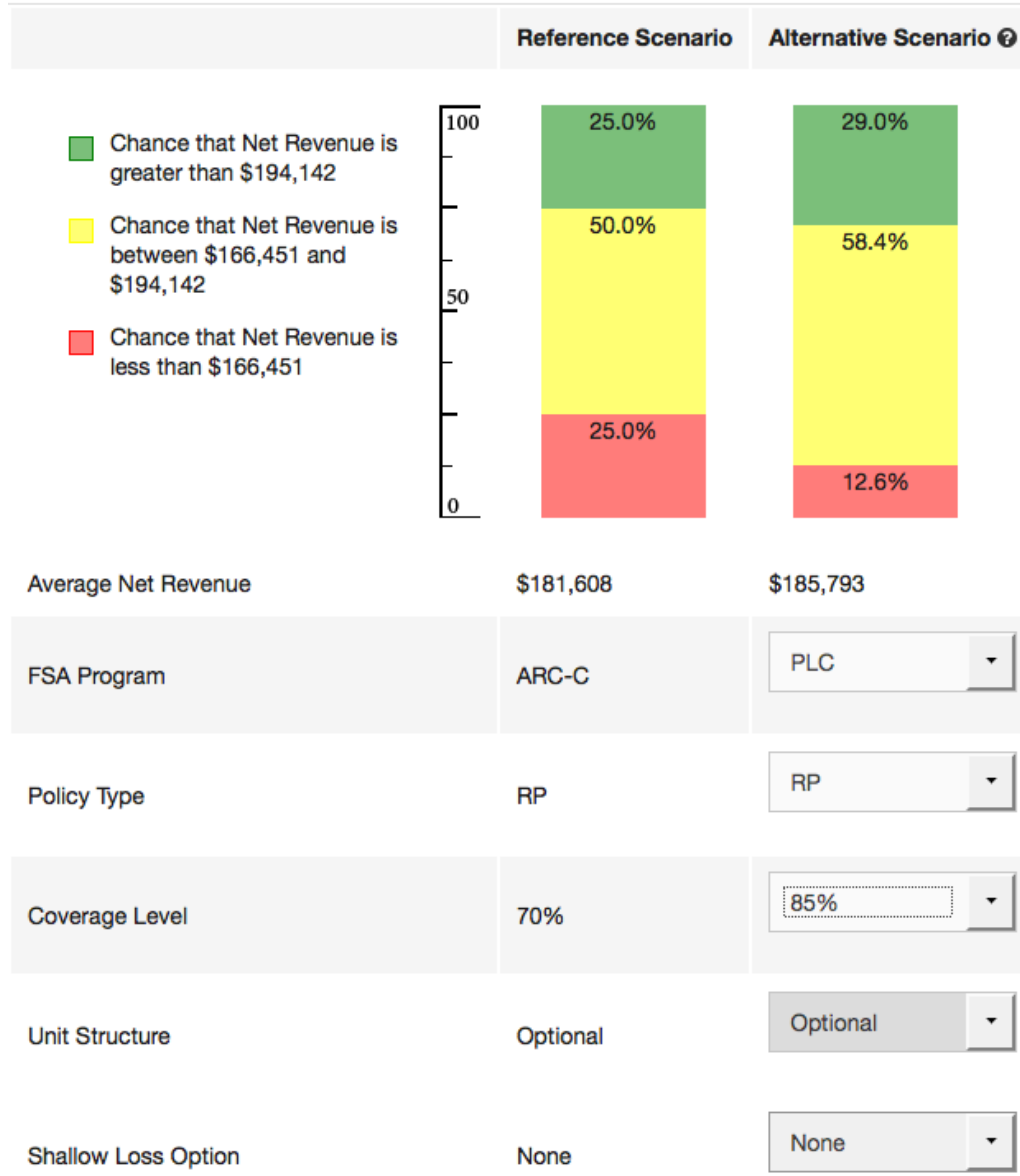 Reference Scenario Alternative Scenario ?
Chance that Net Revenue is
greater than $194,142
Chance that Net Revenue is
between $166,451 and
$194,142
Chance that Net Revenue is
less than $166,451
100
50
0
25.0%
50.0%
25.0%
29.0%
58.4%
12.6%
Average Net Revenue $181,608 $185,793
FSA Program ARC-C PLC
Policy Type RP RP
Coverage Level 70% 85%
Unit Structure Optional Optional
Shallow Loss Option None None